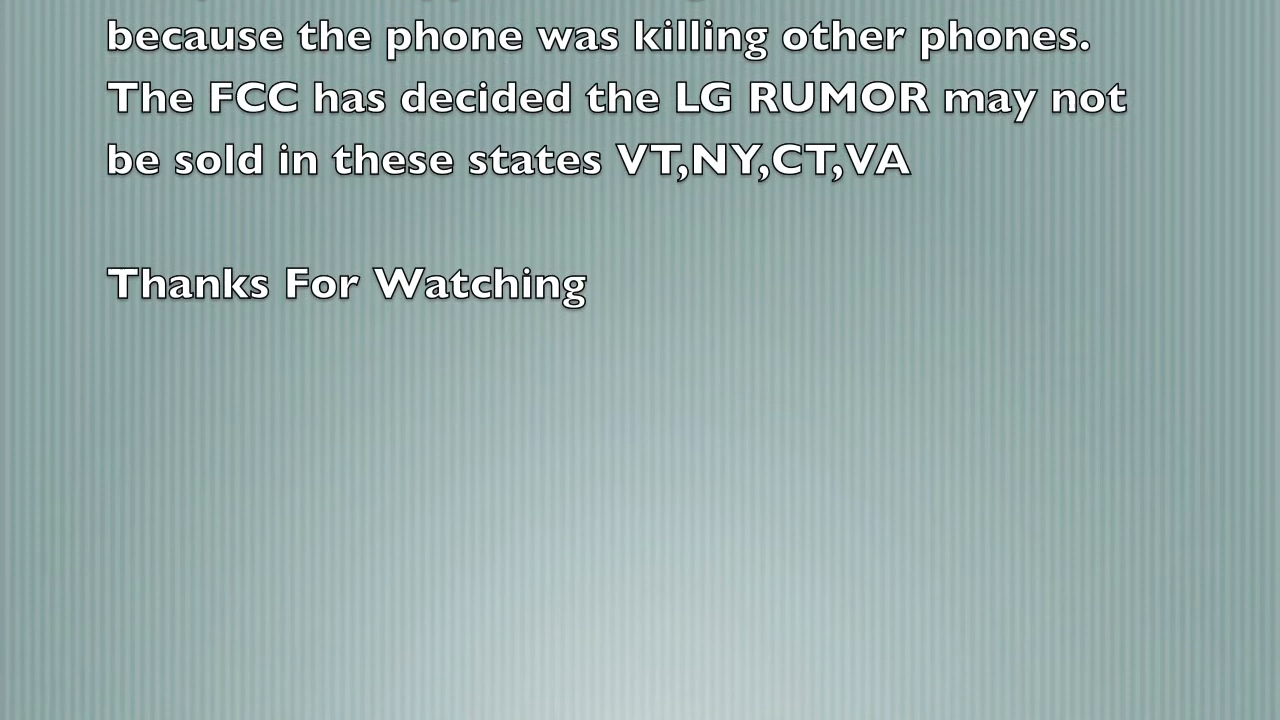 because the phone was killing other phones.
The FCC has decided the LG RUMOR may not
be sold in these states VT,NY,CT,VA
Thanks For Watching